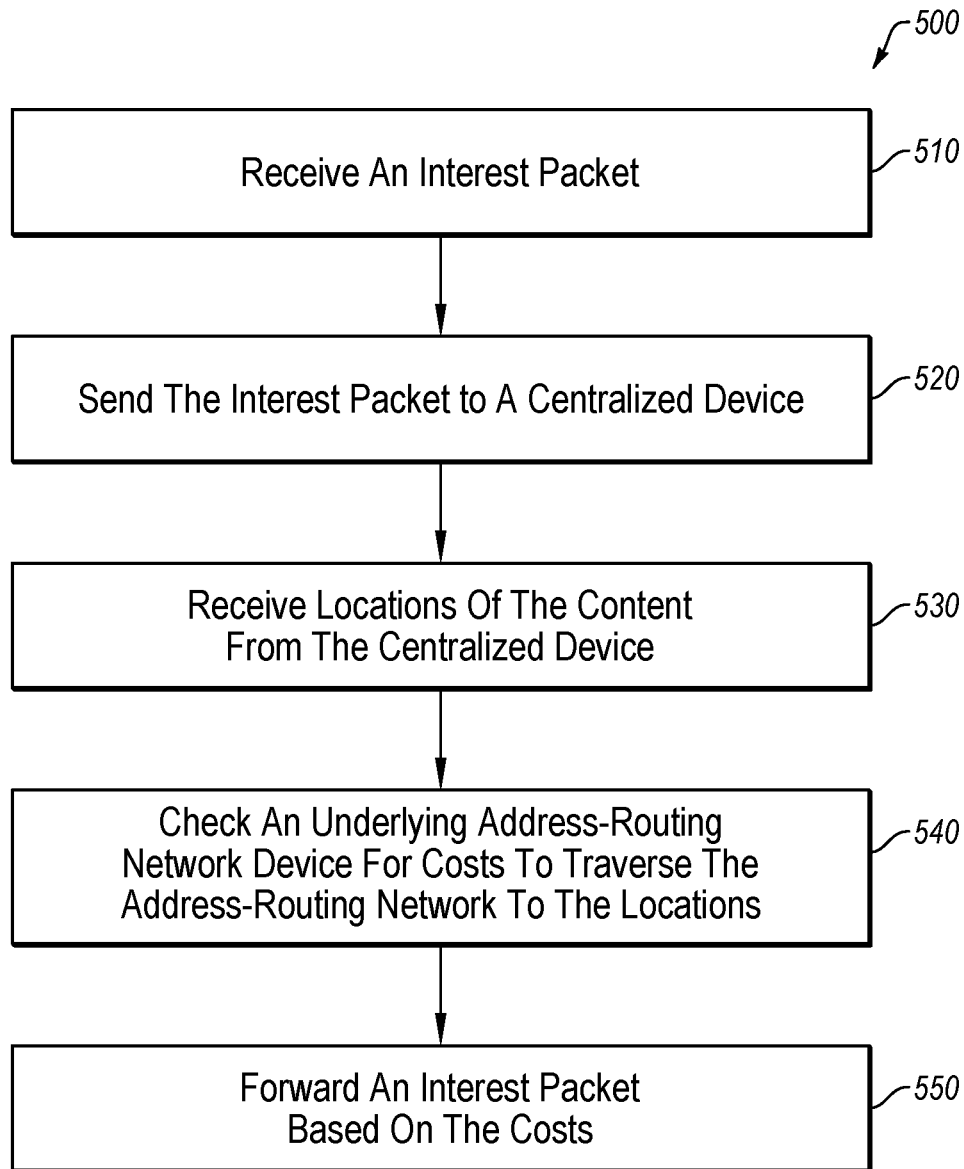 500
Receive An Interest Packet
510
Send The Interest Packet to A Centralized Device
520
Receive Locations Of The Content
From The Centralized Device
530
Check An Underlying Address-Routing
Network Device For Costs To Traverse The
Address-Routing Network To The Locations
540
Forward An Interest Packet
Based On The Costs
550